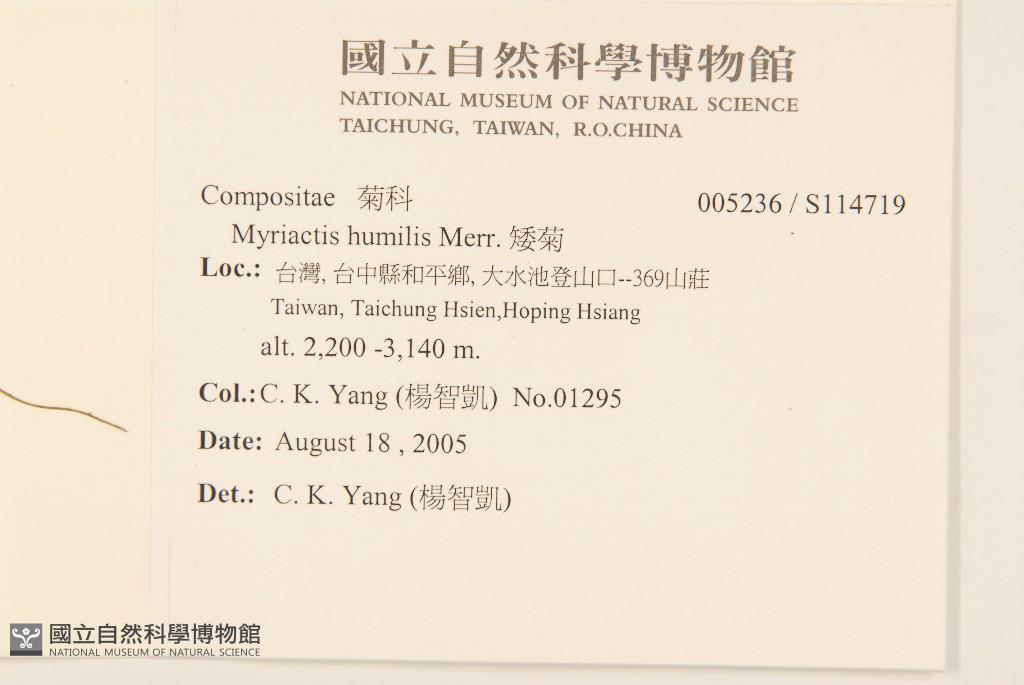 國立自然科學博物館
NATIONAL MUSEUM OF NATURAL SCIENCE
TAICHUNG, TAIWAN, R.O.CHINA
Compositae 菊科 005236 / S114719
Myriactis humilis Merr. 矮菊
Loc.: 台灣, 台中縣和平鄉, 大水池登山口--369山莊
Taiwan, Taichung Hsien,Hoping Hsiang
alt. 2,200 -3,140 m.
Col.: C. K. Yang (楊智凱) No.01295
Date: August 18 , 2005
Det.: C. K. Yang (楊智凱)
國立自然科學博物館
NATIONAL MUSEUM OF NATURAL SCIENCE